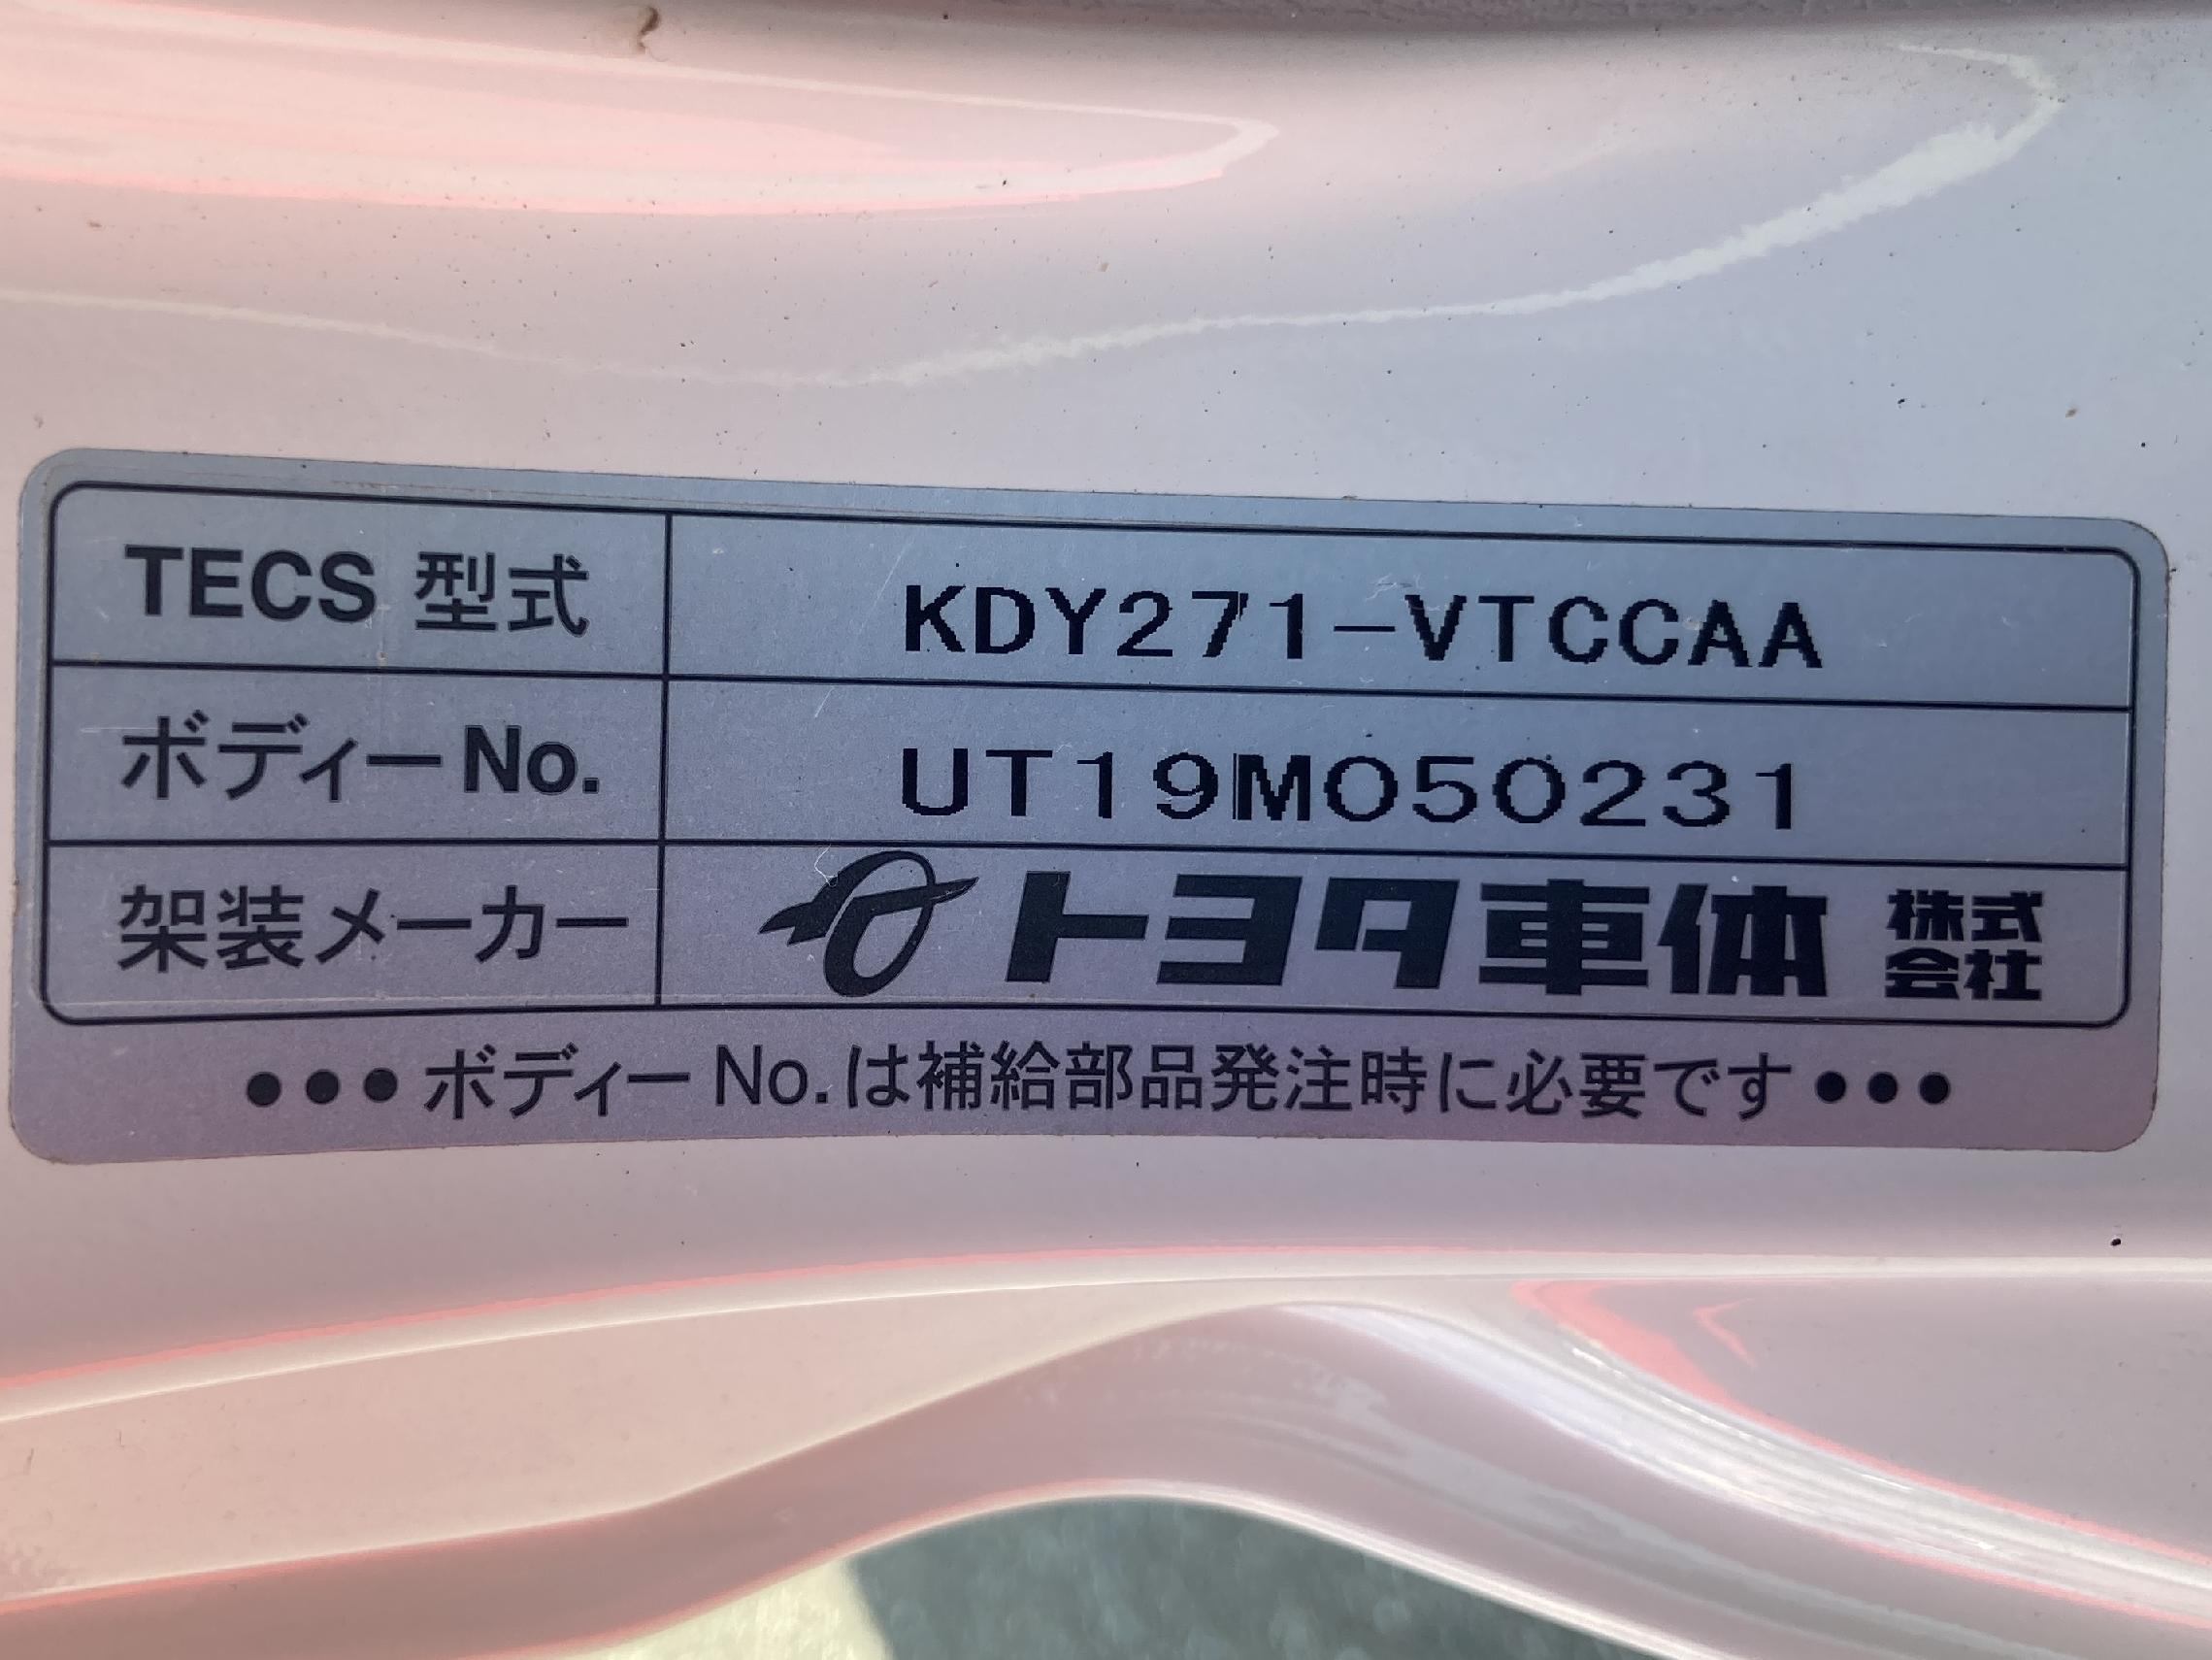 TECS 型式 KDY271-VTCCAA
ボディーNo. UT19M050231
架装メーカー トヨタ車体 株式会社
●●●ボディーNo.は補給部品発注時に必要です●●●